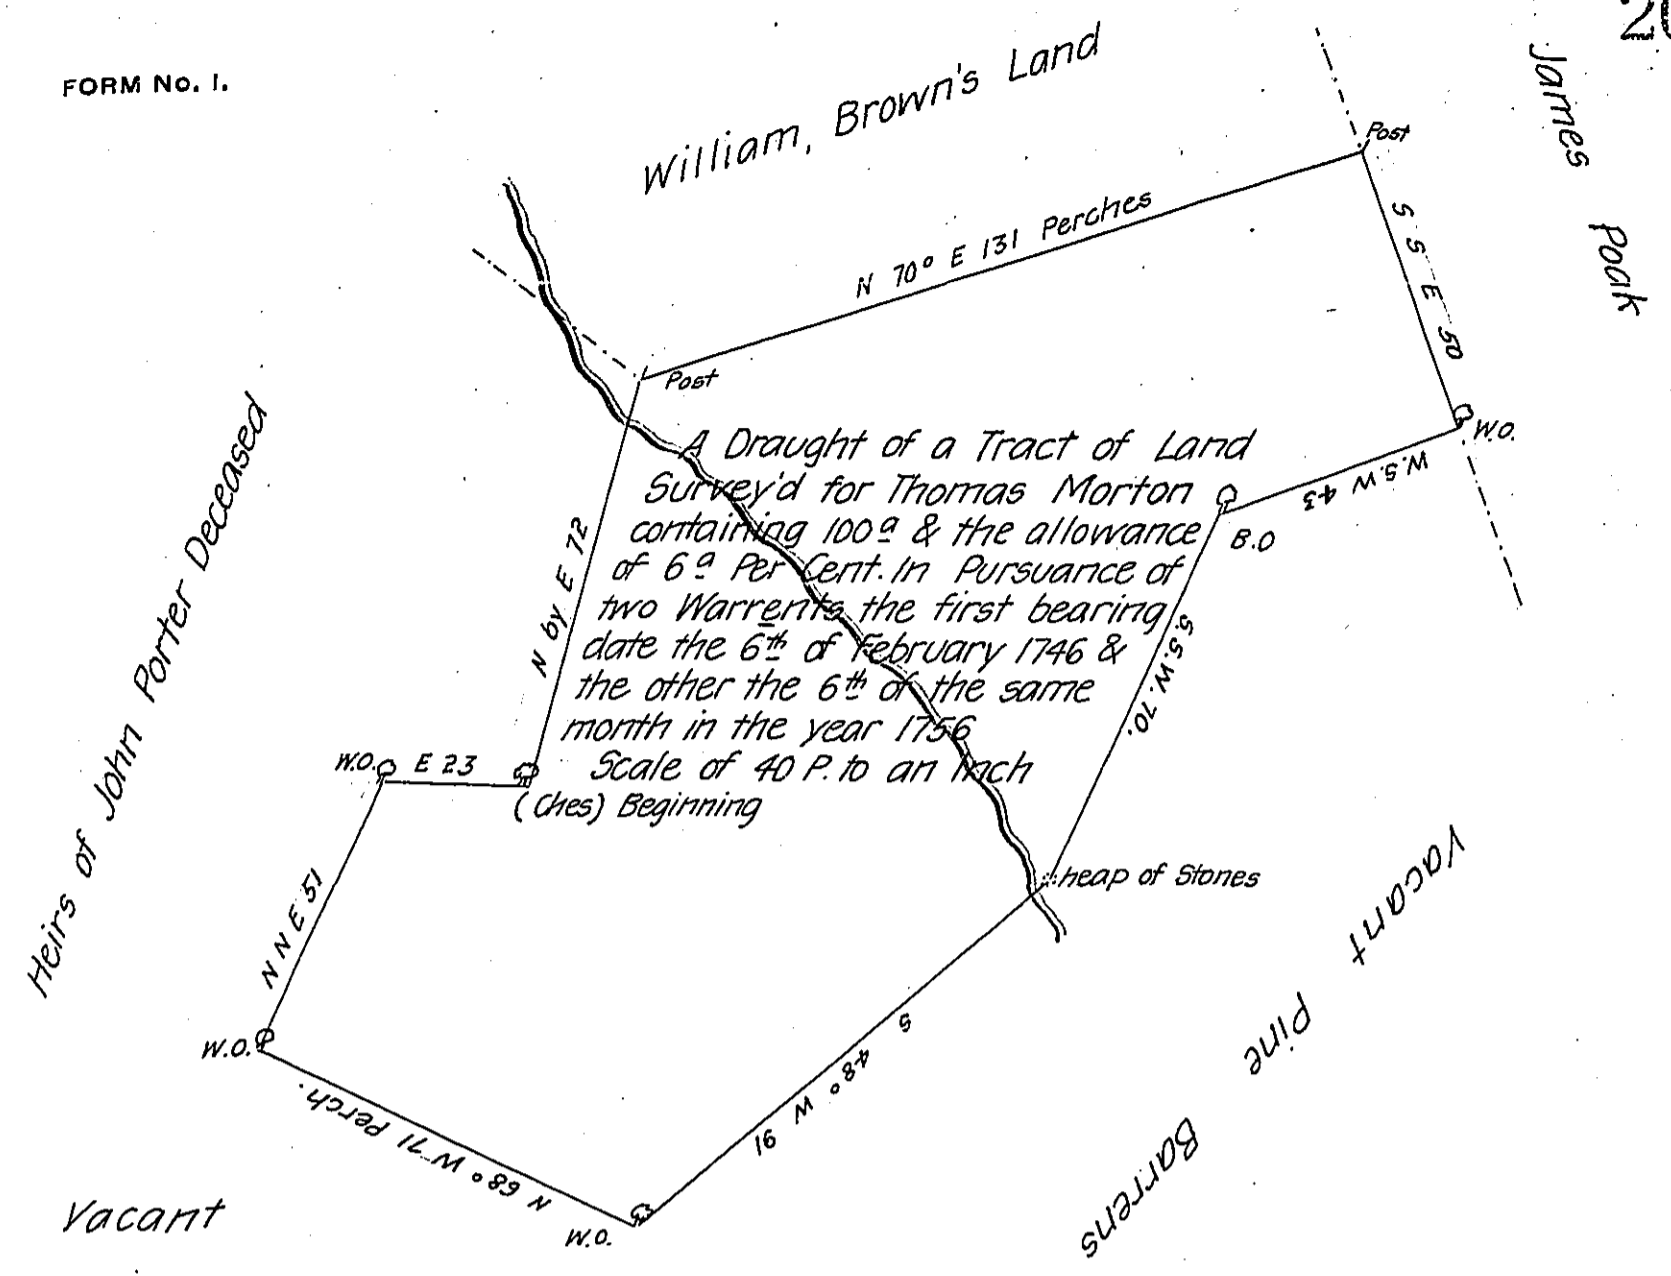 FORM No. 1.
William, Brown's Land
James Poak
Post
N 70° E 131 Perches
S S E 50
Post
W.O.
W.S.W 43
B.O
A Draught of a Tract of Land
Survey'd for Thomas Morton
containing 100a & the allowance
of 6a Per Cent. In Pursuance of
two Warrents the first bearing
date the 6th of February 1746 &
the other the 6th of the same
month in the year 1756
Scale of 40 P. to an Inch
(Ches) Beginning
N by E 72
S.S.W. 70.
Heirs of John Porter Deceased
W.O.
E 23
heap of Stones
N N E 51
W.O.
N 68° W 71 Perch.
W.O.
S 48° W 91
Vacant
Vacant Pine Barrens